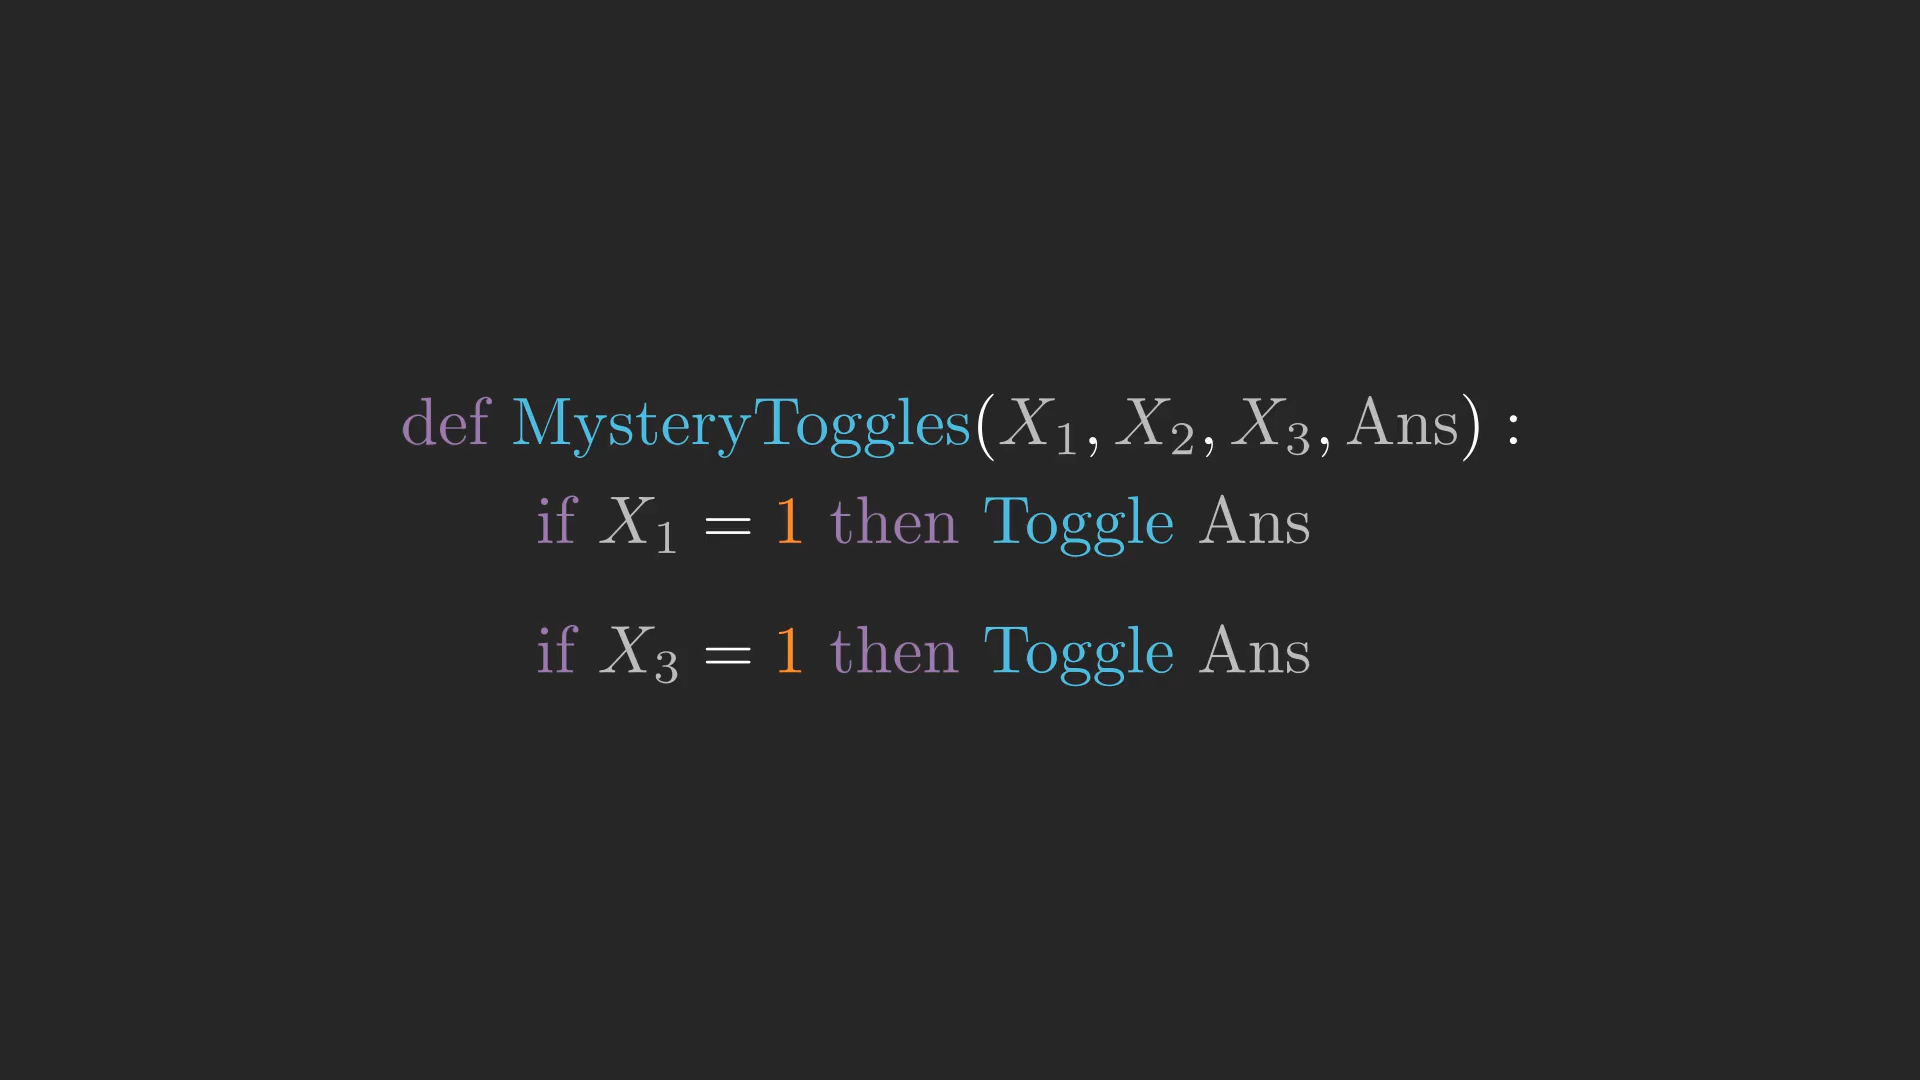 def MysteryToggles(X₁, X₂, X₃, Ans) :
if X₁ = 1 then Toggle Ans
if X₃ = 1 then Toggle Ans